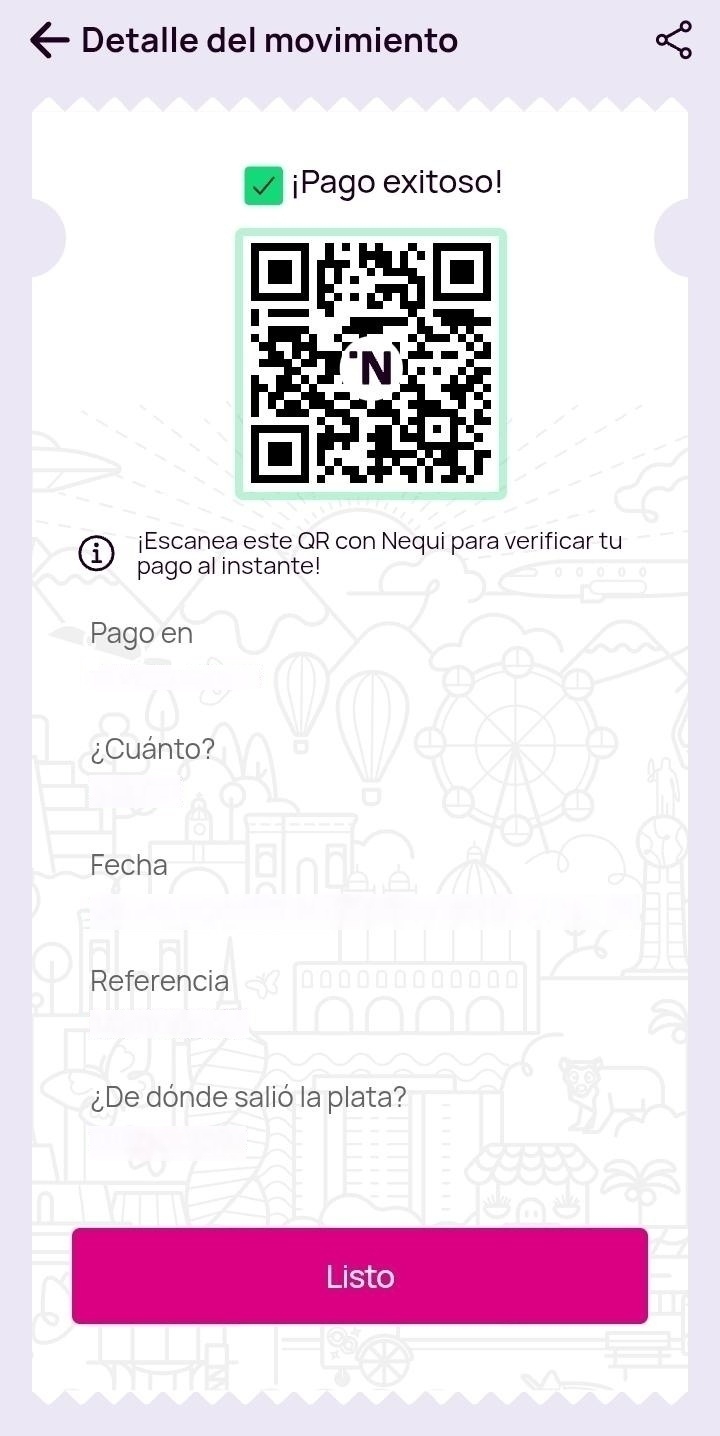 Detalle del movimiento
¡Pago exitoso!
N
¡Escanea este QR con Nequi para verificar tu
pago al instante!
Pago en
¿Cuánto?
Fecha
Referencia
¿De dónde salió la plata?
Listo